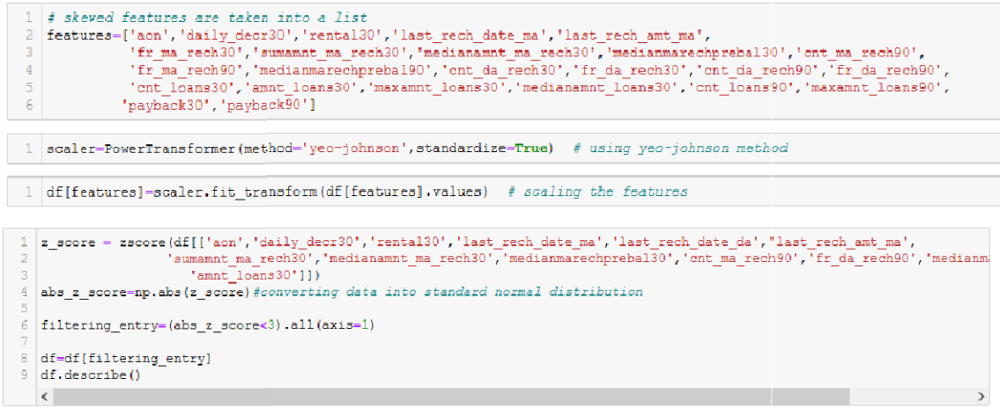 1 # skewed features are taken into a list
2 features=['aon','daily_decr30','rental30','last_rech_date_ma','last_rech_amt_ma',
3 'fr_ma_rech30','sumamnt_ma_rech30','medianamnt_ma_rech30','medianmarechprebal30','cnt_ma_rech90',
4 'fr_ma_rech90','medianmarechprebal90','cnt_da_rech30','fr_da_rech30','cnt_da_rech90','fr_da_rech90',
5 'cnt_loans30','amnt_loans30','maxamnt_loans30','medianamnt_loans30','cnt_loans90','maxamnt_loans90',
6 'payback30','payback90']
1 scaler=PowerTransformer(method='yeo-johnson',standardize=True) # using yeo-johnson method
1 df[features]=scaler.fit_transform(df[features].values) # scaling the features
1 z_score = zscore(df[['aon','daily_decr30','rental30','last_rech_date_ma','last_rech_date_da',"last_rech_amt_ma',
2 'sumamnt_ma_rech30','medianamnt_ma_rech30','medianmarechprebal30','cnt_ma_rech90','fr_da_rech90',"medianm
3 "amnt_loans30"]])
4 abs_z_score=np.abs(z_score)#converting data into standard normal distribution
5
6 filtering_entry=(abs_z_score<3).all(axis=1)
7
8 df=df[filtering_entry]
9 df.describe()